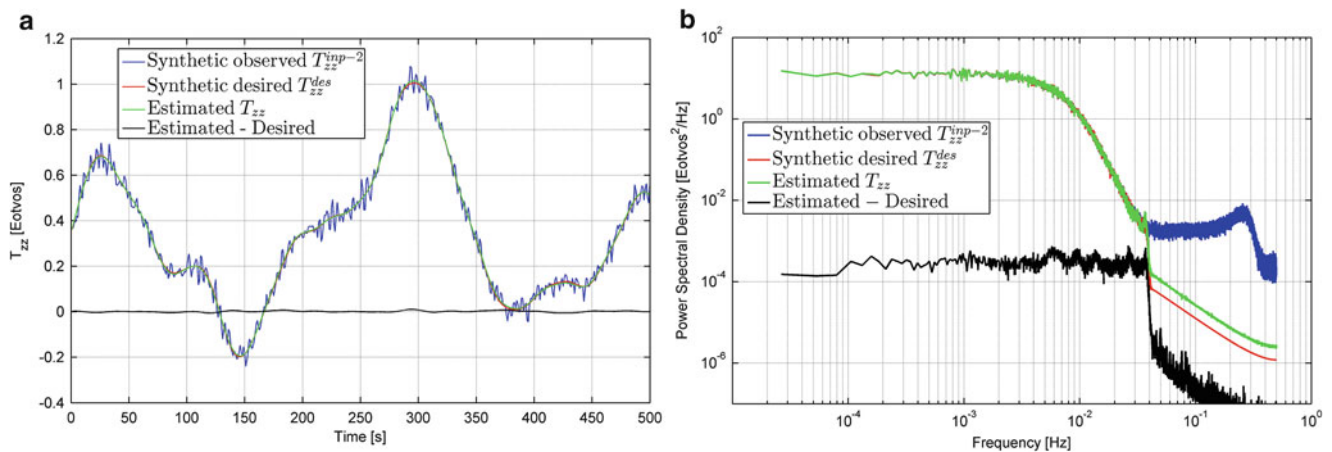 a
1.2
1
0.8
0.6
0.4
0.2
0
-0.2
-0.4
T_zz [Eotvos]
Synthetic observed T_zz^inp-2
Synthetic desired T_zz^des
Estimated T_zz
Estimated - Desired
0 50 100 150 200 250 300 350 400 450 500
Time [s]
b
10^2
10^0
10^-2
10^-4
10^-6
Power Spectral Density [Eotvos^2/Hz]
Synthetic observed T_zz^inp-2
Synthetic desired T_zz^des
Estimated T_zz
Estimated − Desired
10^-4 10^-3 10^-2 10^-1 10^0
Frequency [Hz]